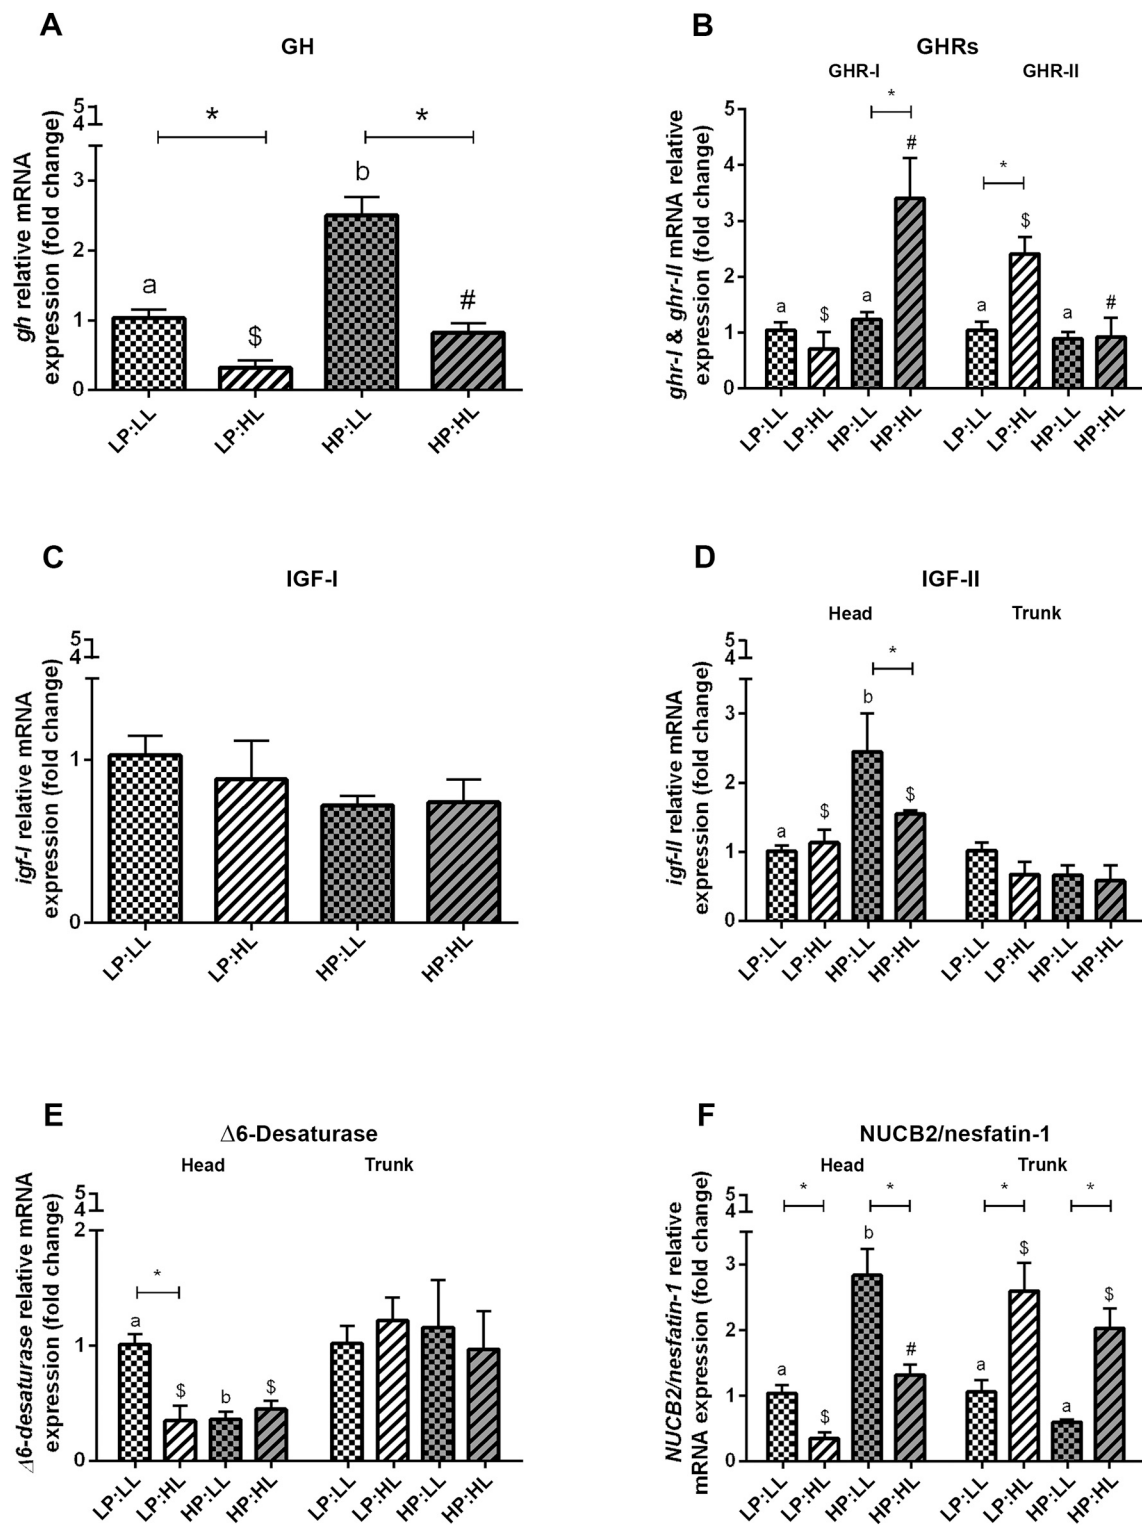 A
GH
gh relative mRNA
expression (fold change)
5
4
3
2
1
0
*
*
a
$
b
#
LP:LL
LP:HL
HP:LL
HP:HL
B
GHRs
GHR-I
GHR-II
ghr-I & ghr-II mRNA relative
expression (fold change)
5
4
3
2
1
0
*
*
a
$
a
#
a
$
a
#
LP:LL
LP:HL
HP:LL
HP:HL
LP:LL
LP:HL
HP:LL
HP:HL
C
IGF-I
igf-I relative mRNA
expression (fold change)
5
4
1
0
LP:LL
LP:HL
HP:LL
HP:HL
D
IGF-II
Head
Trunk
igf-II relative mRNA
expression (fold change)
5
4
3
2
1
0
*
a
$
b
$
LP:LL
LP:HL
HP:LL
HP:HL
LP:LL
LP:HL
HP:LL
HP:HL
E
Δ6-Desaturase
Head
Trunk
Δ6-desaturase relative mRNA
expression (fold change)
5
4
2
1
0
*
a
$
b
$
LP:LL
LP:HL
HP:LL
HP:HL
LP:LL
LP:HL
HP:LL
HP:HL
F
NUCB2/nesfatin-1
Head
Trunk
NUCB2/nesfatin-1 relative
mRNA expression (fold change)
5
4
3
2
1
0
*
*
*
*
a
$
b
#
a
$
a
$
LP:LL
LP:HL
HP:LL
HP:HL
LP:LL
LP:HL
HP:LL
HP:HL